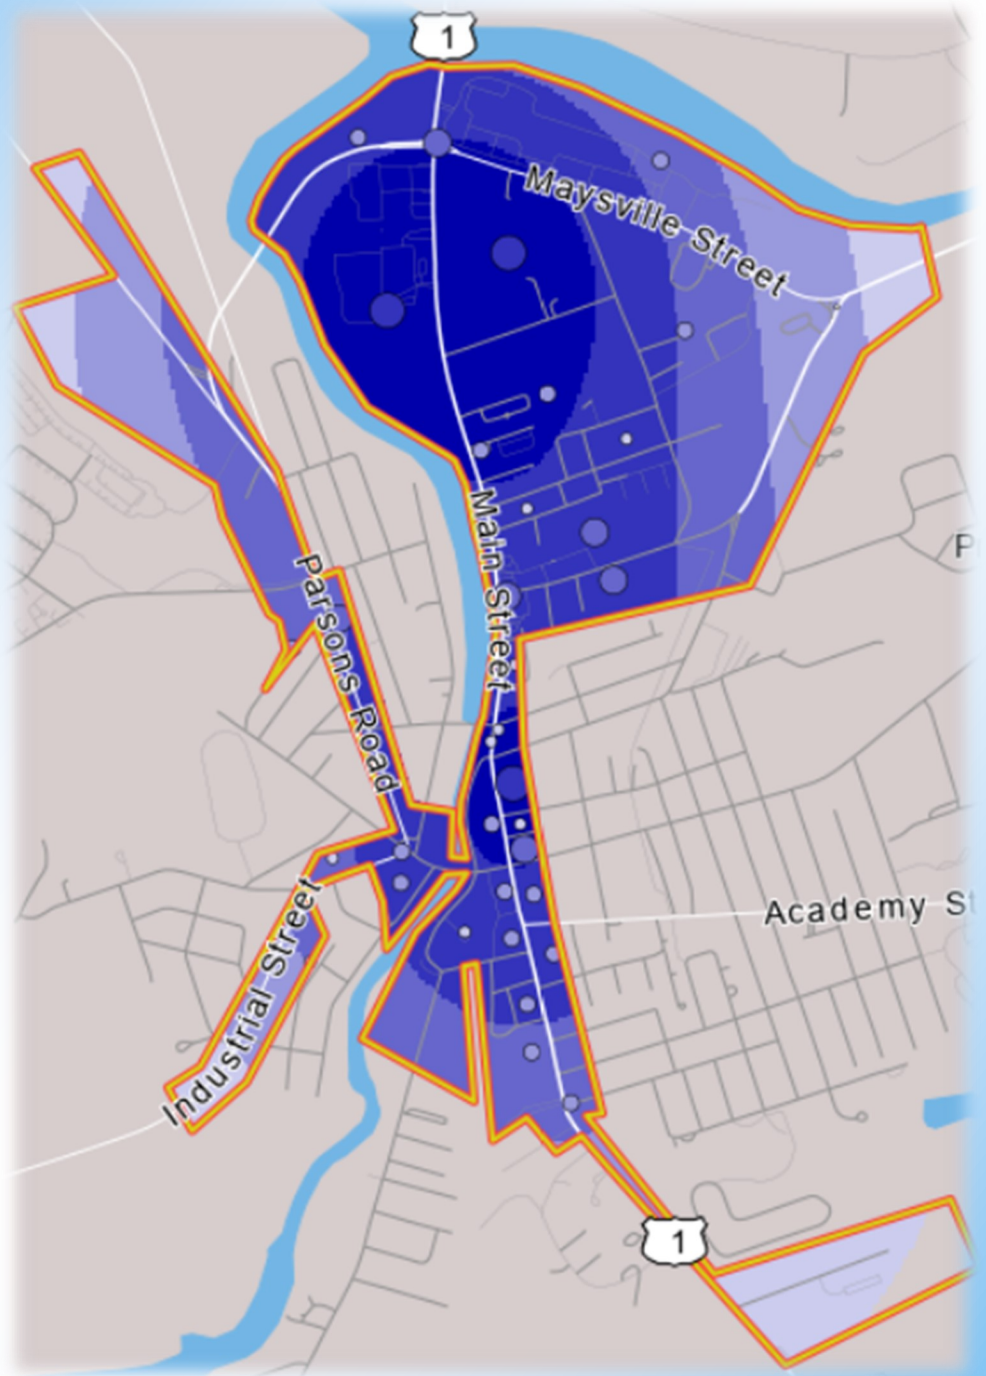 1
Maysville Street
Main Street
Parsons Road
P
Academy St
Industrial Street
1